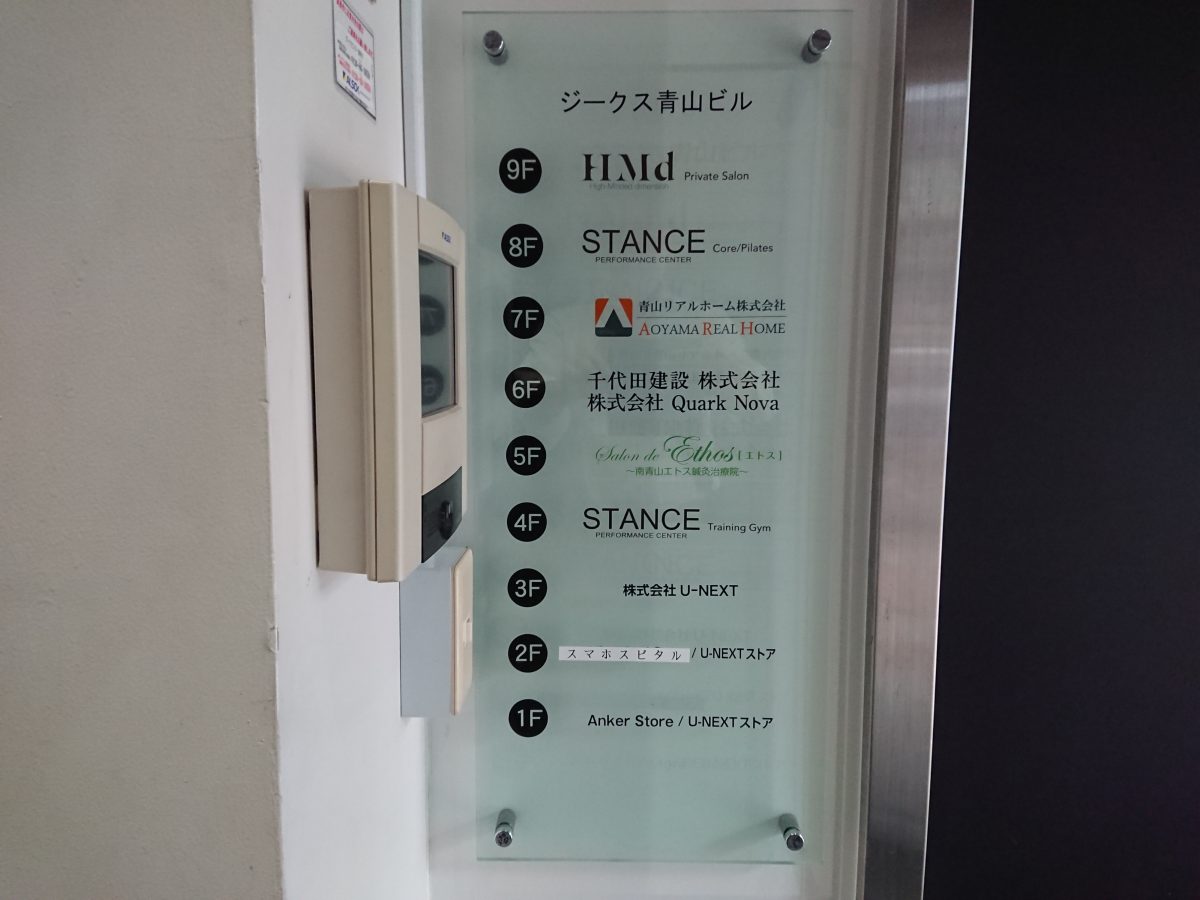 ALSOK
ALSOK
ジークス青山ビル
9F HMd Private Salon
High-Minded dimension
8F STANCE Core/Pilates
PERFORMANCE CENTER
7F 青山リアルホーム株式会社
AOYAMA REAL HOME
6F 千代田建設 株式会社
株式会社 Quark Nova
5F Salon de Ethos [エトス]
〜南青山エトス鍼灸治療院〜
4F STANCE Training Gym
PERFORMANCE CENTER
3F 株式会社 U-NEXT
2F スマホスピタル / U-NEXTストア
1F Anker Store / U-NEXTストア